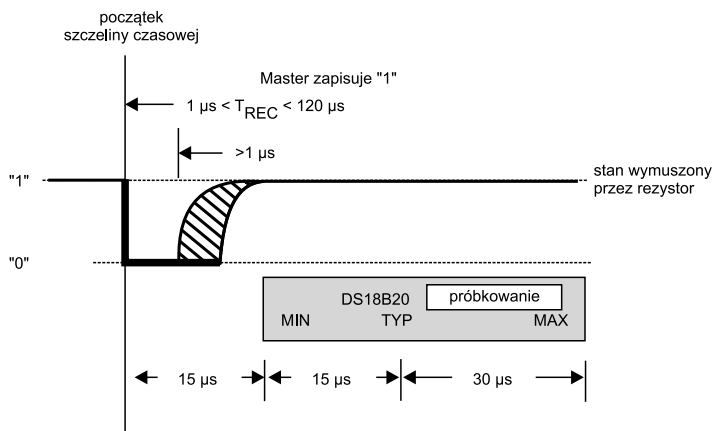 początek
szczeliny czasowej
Master zapisuje "1"
1 µs < TREC < 120 µs
>1 µs
"1"
stan wymuszony
przez rezystor
"0"
DS18B20
próbkowanie
MIN
TYP
MAX
15 µs
15 µs
30 µs